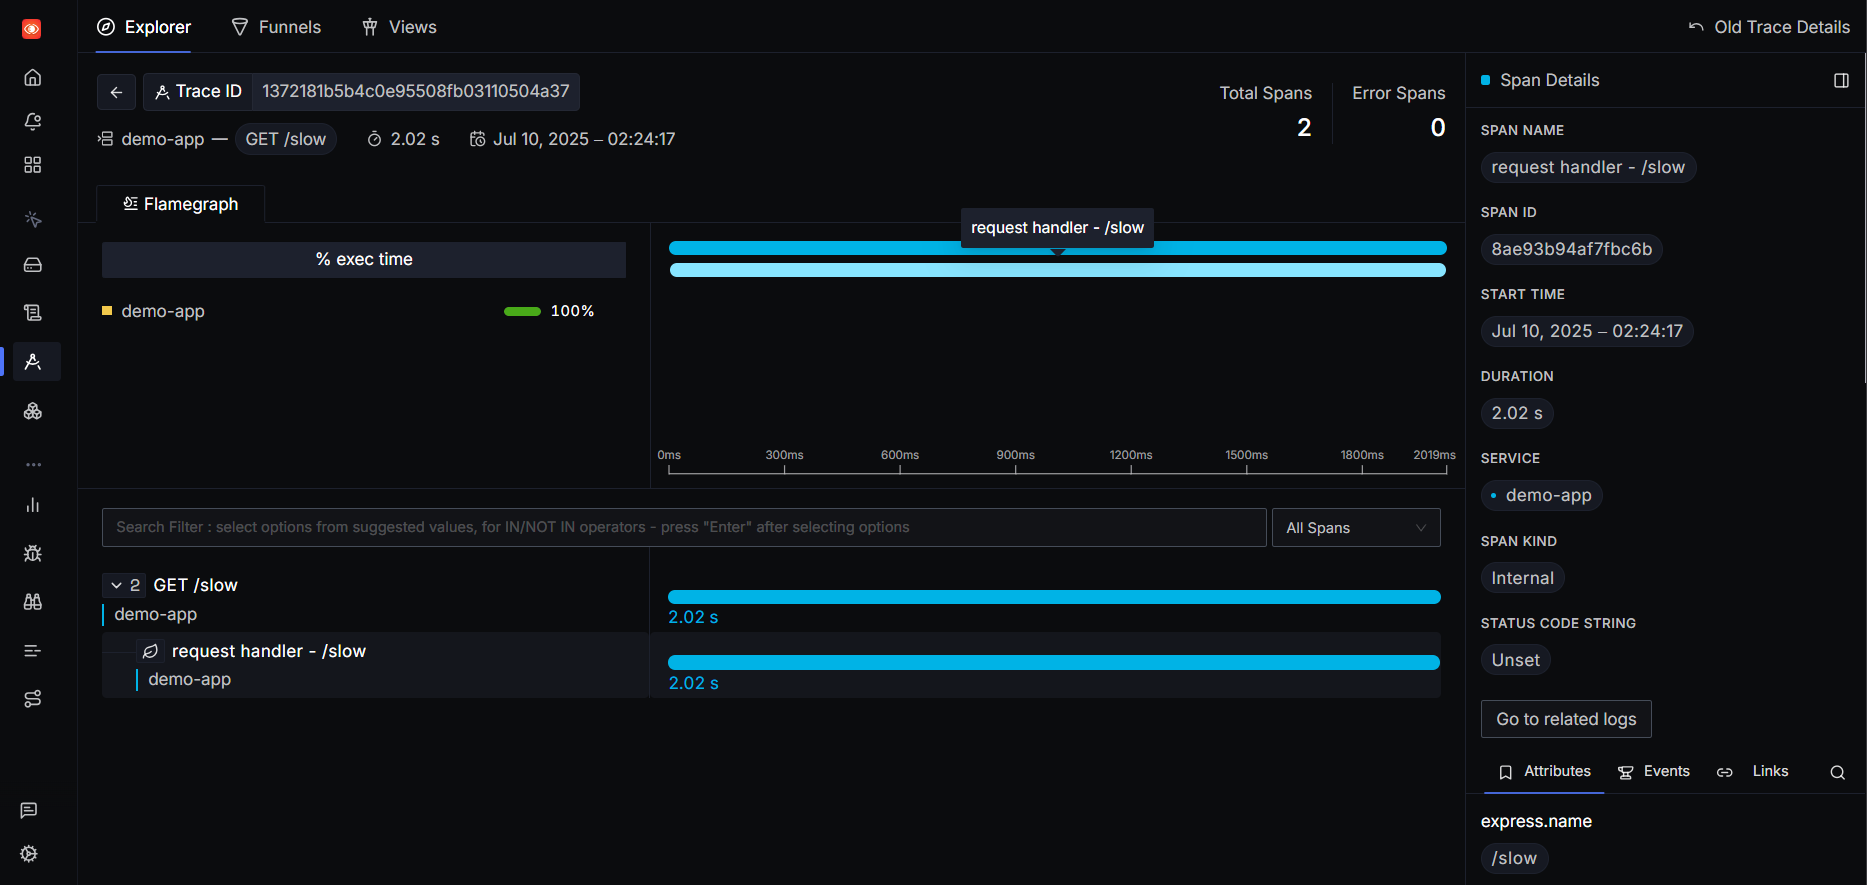 Explorer
Funnels
Views
Old Trace Details
Trace ID
1372181b5b4c0e95508fb03110504a37
demo-app — GET /slow
2.02 s
Jul 10, 2025 – 02:24:17
Total Spans
2
Error Spans
0
Flamegraph
% exec time
demo-app
100%
request handler - /slow
0ms
300ms
600ms
900ms
1200ms
1500ms
1800ms
2019ms
Search Filter : select options from suggested values, for IN/NOT IN operators - press "Enter" after selecting options
All Spans
2 GET /slow
demo-app
2.02 s
request handler - /slow
demo-app
2.02 s
Span Details
SPAN NAME
request handler - /slow
SPAN ID
8ae93b94af7fbc6b
START TIME
Jul 10, 2025 – 02:24:17
DURATION
2.02 s
SERVICE
demo-app
SPAN KIND
Internal
STATUS CODE STRING
Unset
Go to related logs
Attributes
Events
Links
express.name
/slow